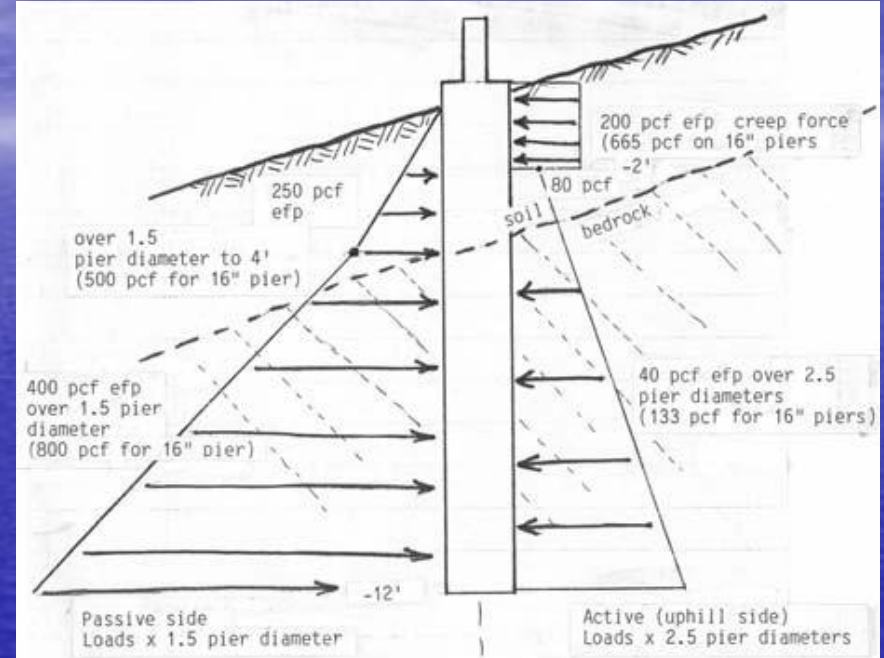 200 pcf efp creep force
(665 pcf on 16" piers
-2'
80 pcf
250 pcf
efp
soil
bedrock
over 1.5
pier diameter to 4'
(500 pcf for 16" pier)
400 pcf efp
over 1.5 pier
diameter
(800 pcf for 16" pier)
40 pcf efp over 2.5
pier diameters
(133 pcf for 16" piers)
-12'
Passive side
Loads x 1.5 pier diameter
Active (uphill side)
Loads x 2.5 pier diameters